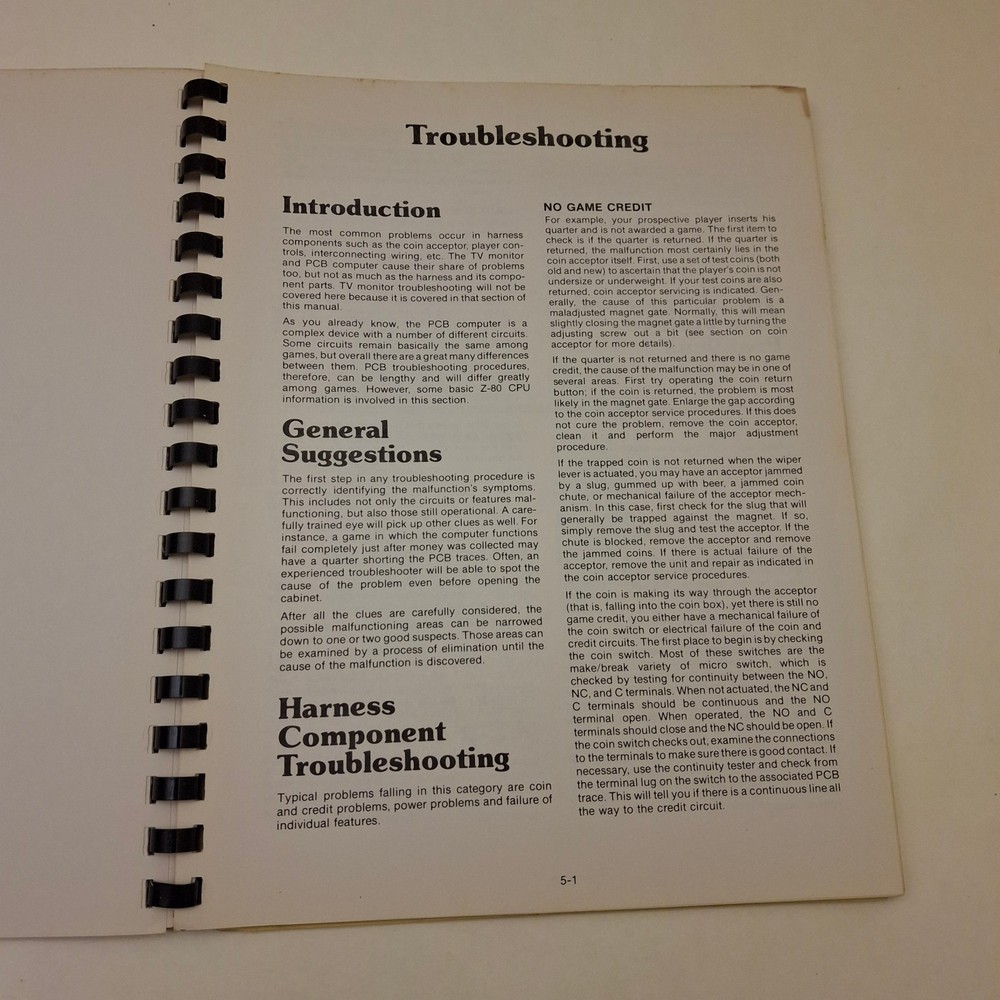 Troubleshooting
Introduction
The most common problems occur in harness
components such as the coin acceptor, player con-
trols, interconnecting wiring, etc. The TV monitor
and PCB computer cause their share of problems
too, but not as much as the harness and its compo-
nent parts. TV monitor troubleshooting will not be
covered here because it is covered in that section of
this manual.
As you already know, the PCB computer is a
complex device with a number of different circuits.
Some circuits remain basically the same among
games, but overall there are a great many differences
between them. PCB troubleshooting procedures,
therefore, can be lengthy and will differ greatly
among games. However, some basic Z-80 CPU
information is involved in this section.
General
Suggestions
The first step in any troubleshooting procedure is
correctly identifying the malfunction's symptoms.
This includes not only the circuits or features mal-
functioning, but also those still operational. A care-
fully trained eye will pick up other clues as well. For
instance, a game in which the computer functions
fail completely just after money was collected may
have a quarter shorting the PCB traces. Often, an
experienced troubleshooter will be able to spot the
cause of the problem even before opening the
cabinet.
After all the clues are carefully considered, the
possible malfunctioning areas can be narrowed
down to one or two good suspects. Those areas can
be examined by a process of elimination until the
cause of the malfunction is discovered.
Harness
Component
Troubleshooting
Typical problems falling in this category are coin
and credit problems, power problems and failure of
individual features.
NO GAME CREDIT
For example, your prospective player inserts his
quarter and is not awarded a game. The first item to
check is if the quarter is returned. If the quarter is
returned, the malfunction most certainly lies in the
coin acceptor itself. First, use a set of test coins (both
old and new) to ascertain that the player's coin is not
undersize or underweight. If your test coins are also
returned, coin acceptor servicing is indicated. Gen-
erally, the cause of this particular problem is a
maladjusted magnet gate. Normally, this will mean
slightly closing the magnet gate a little by turning the
adjusting screw out a bit (see section on coin
acceptor for more details).
If the quarter is not returned and there is no game
credit, the cause of the malfunction may be in one of
several areas. First try operating the coin return
button; if the coin is returned, the problem is most
likely in the magnet gate. Enlarge the gap according
to the coin acceptor service procedures. If this does
not cure the problem, remove the coin acceptor,
clean it and perform the major adjustment
procedure.
If the trapped coin is not returned when the wiper
lever is actuated, you may have an acceptor jammed
by a slug, gummed up with beer, a jammed coin
chute, or mechanical failure of the acceptor mech-
anism. In this case, first check for the slug that will
generally be trapped against the magnet. If so,
simply remove the slug and test the acceptor. If the
chute is blocked, remove the acceptor and remove
the jammed coins. If there is actual failure of the
acceptor, remove the unit and repair as indicated in
the coin acceptor service procedures.
If the coin is making its way through the acceptor
(that is, falling into the coin box), yet there is still no
game credit, you either have a mechanical failure of
the coin switch or electrical failure of the coin and
credit circuits. The first place to begin is by checking
the coin switch. Most of these switches are the
make/break variety of micro switch, which is
checked by testing for continuity between the NO,
NC, and C terminals. When not actuated, the NC and
C terminals should be continuous and the NO
terminal open. When operated, the NO and C
terminals should close and the NC should be open. If
the coin switch checks out, examine the connections
to the terminals to make sure there is good contact. If
necessary, use the continuity tester and check from
the terminal lug on the switch to the associated PCB
trace. This will tell you if there is a continuous line all
the way to the credit circuit.
5-1